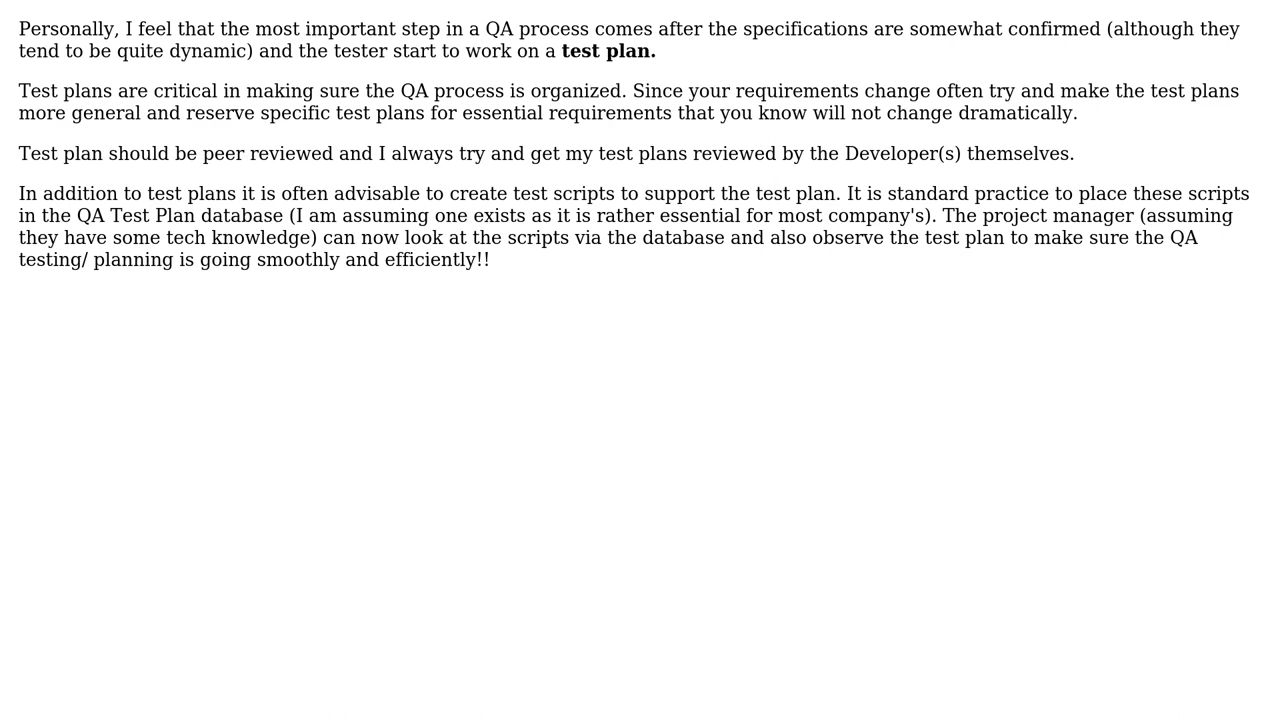 Personally, I feel that the most important step in a QA process comes after the specifications are somewhat confirmed (although they
tend to be quite dynamic) and the tester start to work on a test plan.
Test plans are critical in making sure the QA process is organized. Since your requirements change often try and make the test plans
more general and reserve specific test plans for essential requirements that you know will not change dramatically.
Test plan should be peer reviewed and I always try and get my test plans reviewed by the Developer(s) themselves.
In addition to test plans it is often advisable to create test scripts to support the test plan. It is standard practice to place these scripts
in the QA Test Plan database (I am assuming one exists as it is rather essential for most company's). The project manager (assuming
they have some tech knowledge) can now look at the scripts via the database and also observe the test plan to make sure the QA
testing/ planning is going smoothly and efficiently!!